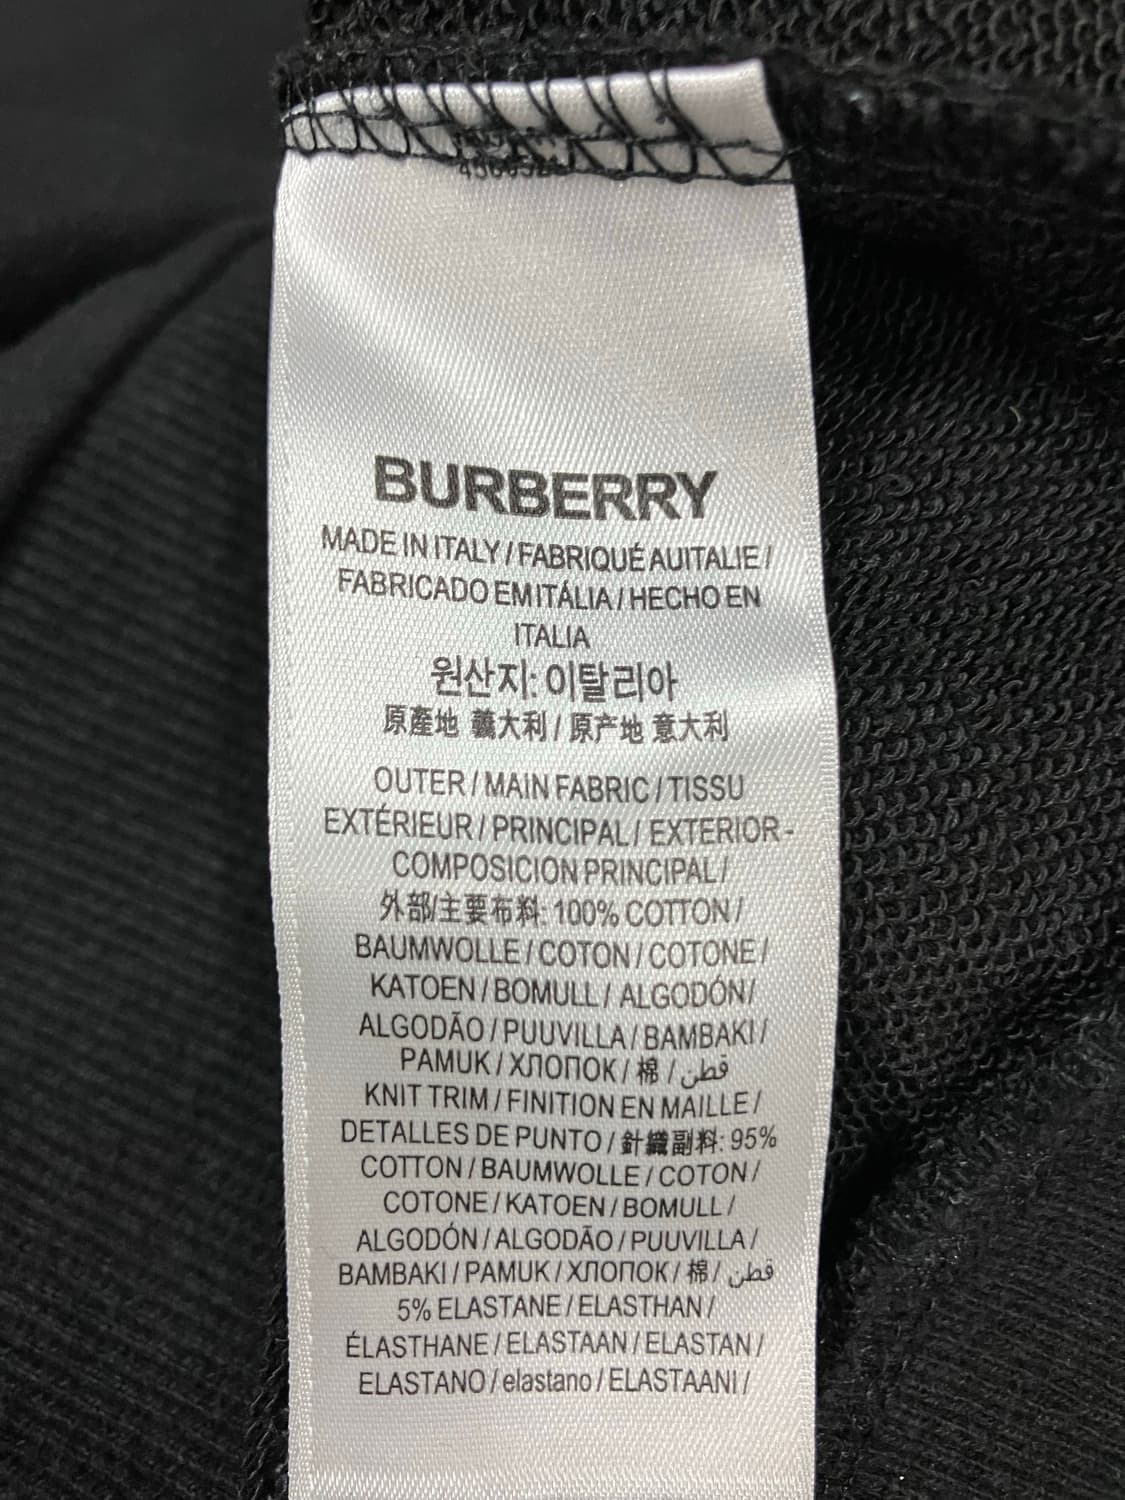 BURBERRY
MADE IN ITALY / FABRIQUÉ AUITALIE /
FABRICADO EM ITÁLIA / HECHO EN
ITALIA
원산지: 이탈리아
原產地 義大利 / 原产地 意大利
OUTER / MAIN FABRIC / TISSU
EXTÉRIEUR / PRINCIPAL / EXTERIOR -
COMPOSICION PRINCIPAL /
外部/主要布料: 100% COTTON /
BAUMWOLLE / COTON / COTONE /
KATOEN / BOMULL / ALGODÓN /
ALGODÃO / PUUVILLA / BAMBAKI /
PAMUK / ХЛОПОК / 棉 / قطن
KNIT TRIM / FINITION EN MAILLE /
DETALLES DE PUNTO / 針織副料: 95%
COTTON / BAUMWOLLE / COTON /
COTONE / KATOEN / BOMULL /
ALGODÓN / ALGODÃO / PUUVILLA /
BAMBAKI / PAMUK / ХЛОПОК / 棉 / قطن
5% ELASTANE / ELASTHAN /
ÉLASTHANE / ELASTAAN / ELASTAN /
ELASTANO / elastano / ELASTAANI /